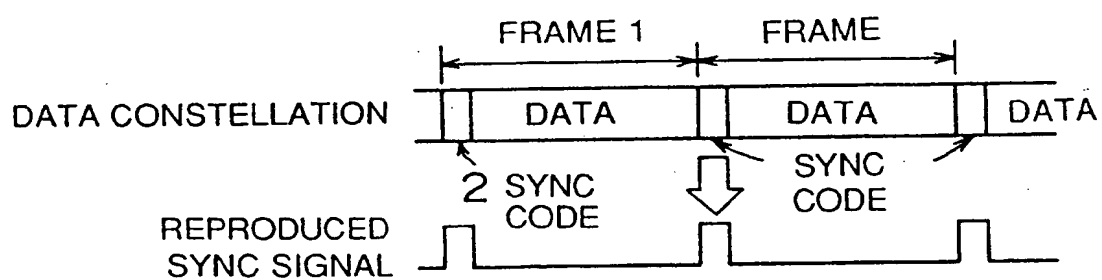 FRAME 1
FRAME
DATA CONSTELLATION
DATA
DATA
DATA
2 SYNC
CODE
SYNC
CODE
REPRODUCED
SYNC SIGNAL